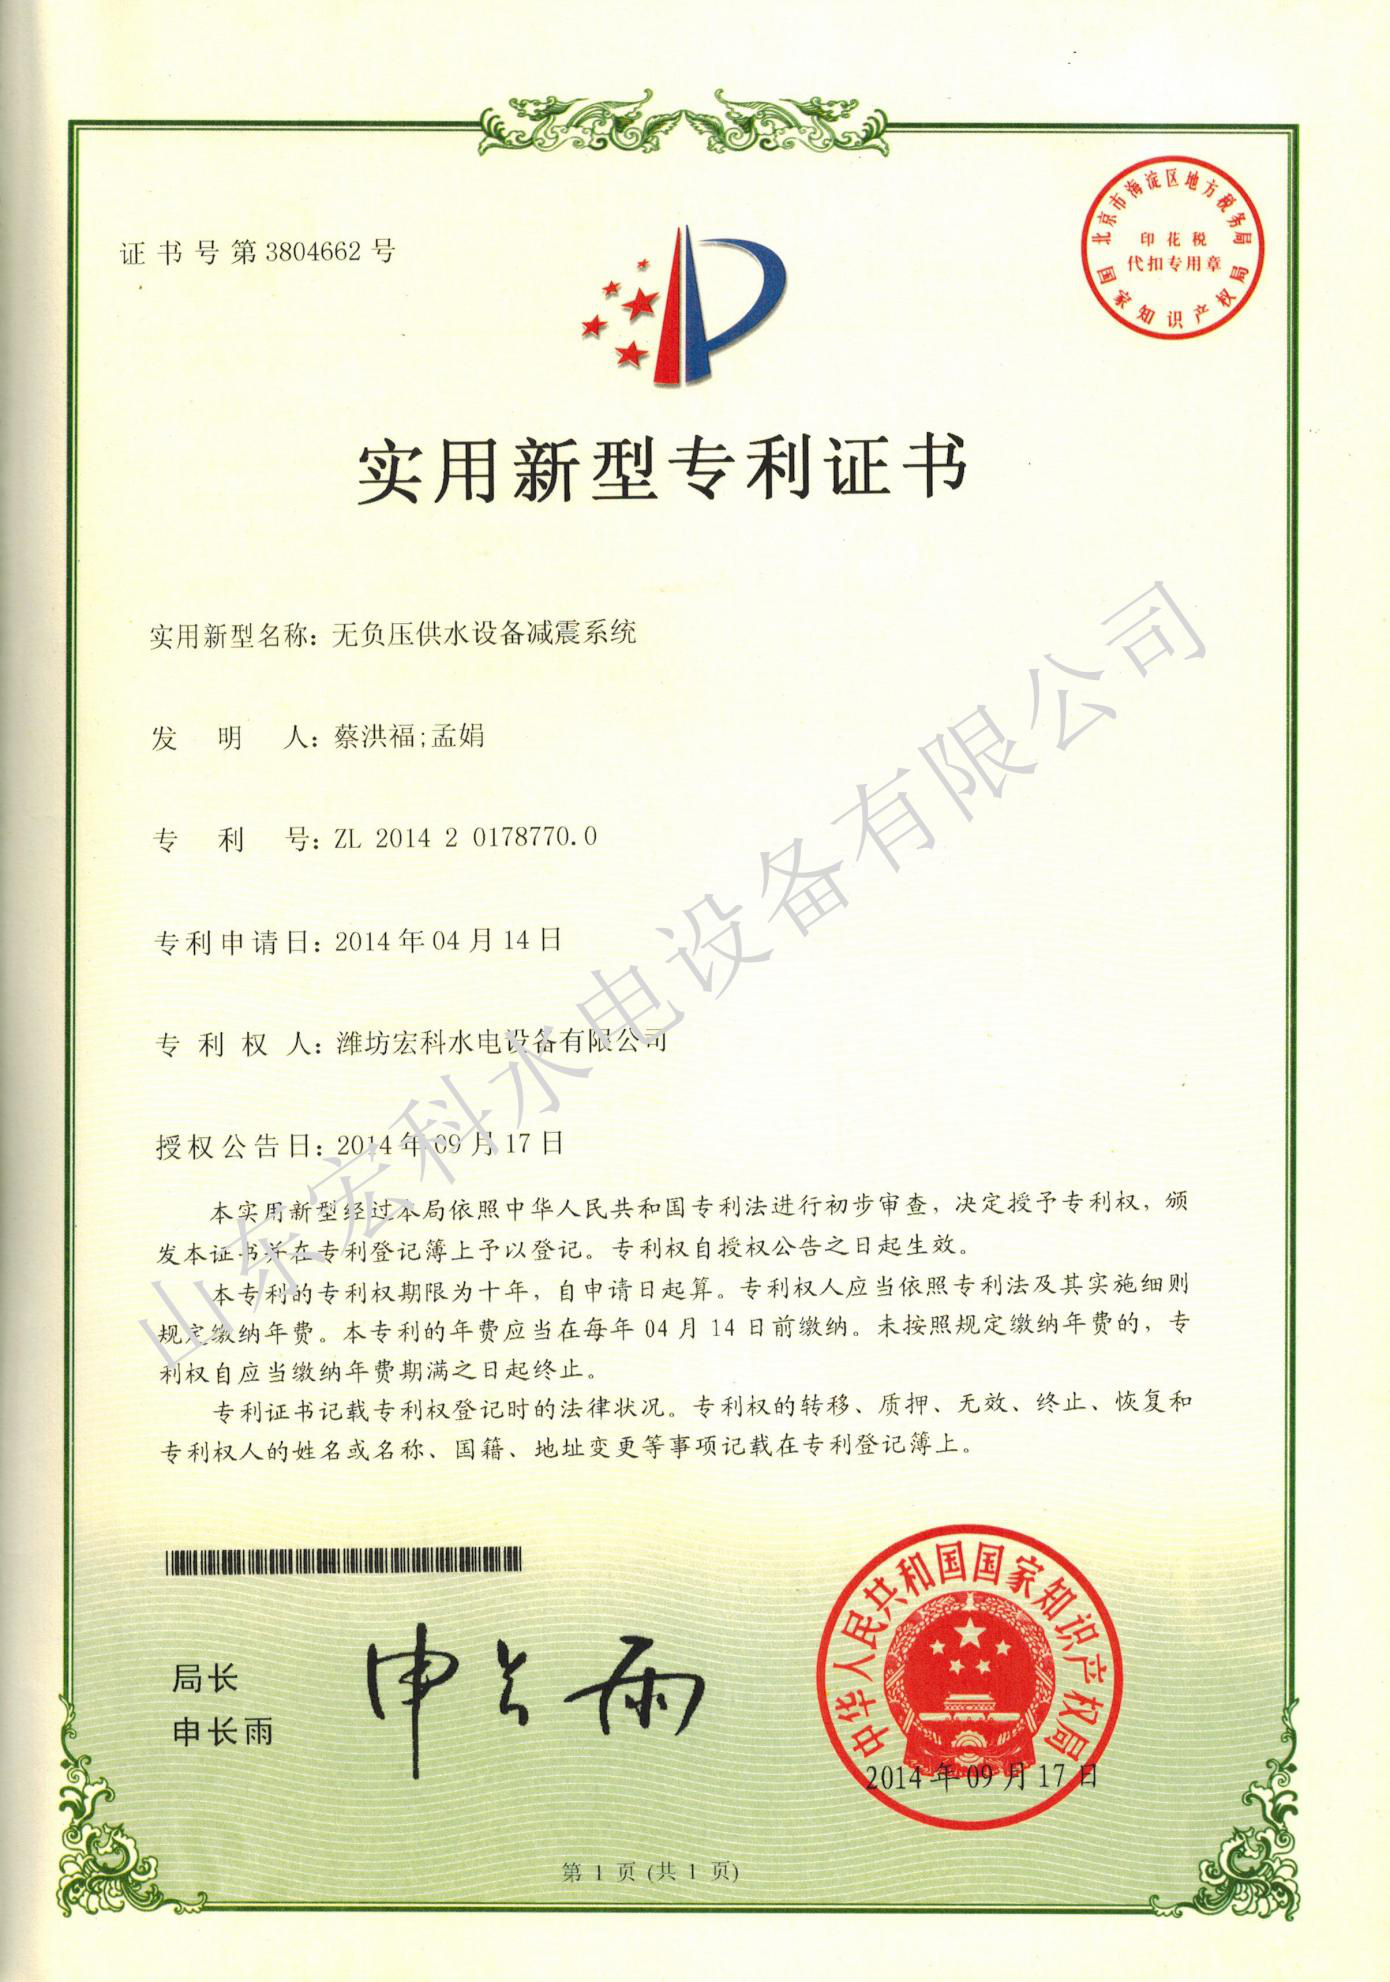 证书号第3804662号
北京市海淀区地方税务局
印花税
代扣专用章
国家知识产权局
实用新型专利证书
实用新型名称：无负压供水设备减震系统
发明人：蔡洪福;孟娟
专利号：ZL 2014 2 0178770.0
专利申请日：2014年04月14日
专利权人：潍坊宏科水电设备有限公司
授权公告日：2014年09月17日
本实用新型经过本局依照中华人民共和国专利法进行初步审查，决定授予专利权，颁
发本证书并在专利登记簿上予以登记。专利权自授权公告之日起生效。
本专利的专利权期限为十年，自申请日起算。专利权人应当依照专利法及其实施细则
规定缴纳年费。本专利的年费应当在每年04月14日前缴纳。未按照规定缴纳年费的，专
利权自应当缴纳年费期满之日起终止。
专利证书记载专利权登记时的法律状况。专利权的转移、质押、无效、终止、恢复和
专利权人的姓名或名称、国籍、地址变更等事项记载在专利登记簿上。
山东宏科水电设备有限公司
局长
申长雨
申长雨
中华人民共和国国家知识产权局
2014年09月17日
第1页(共1页)